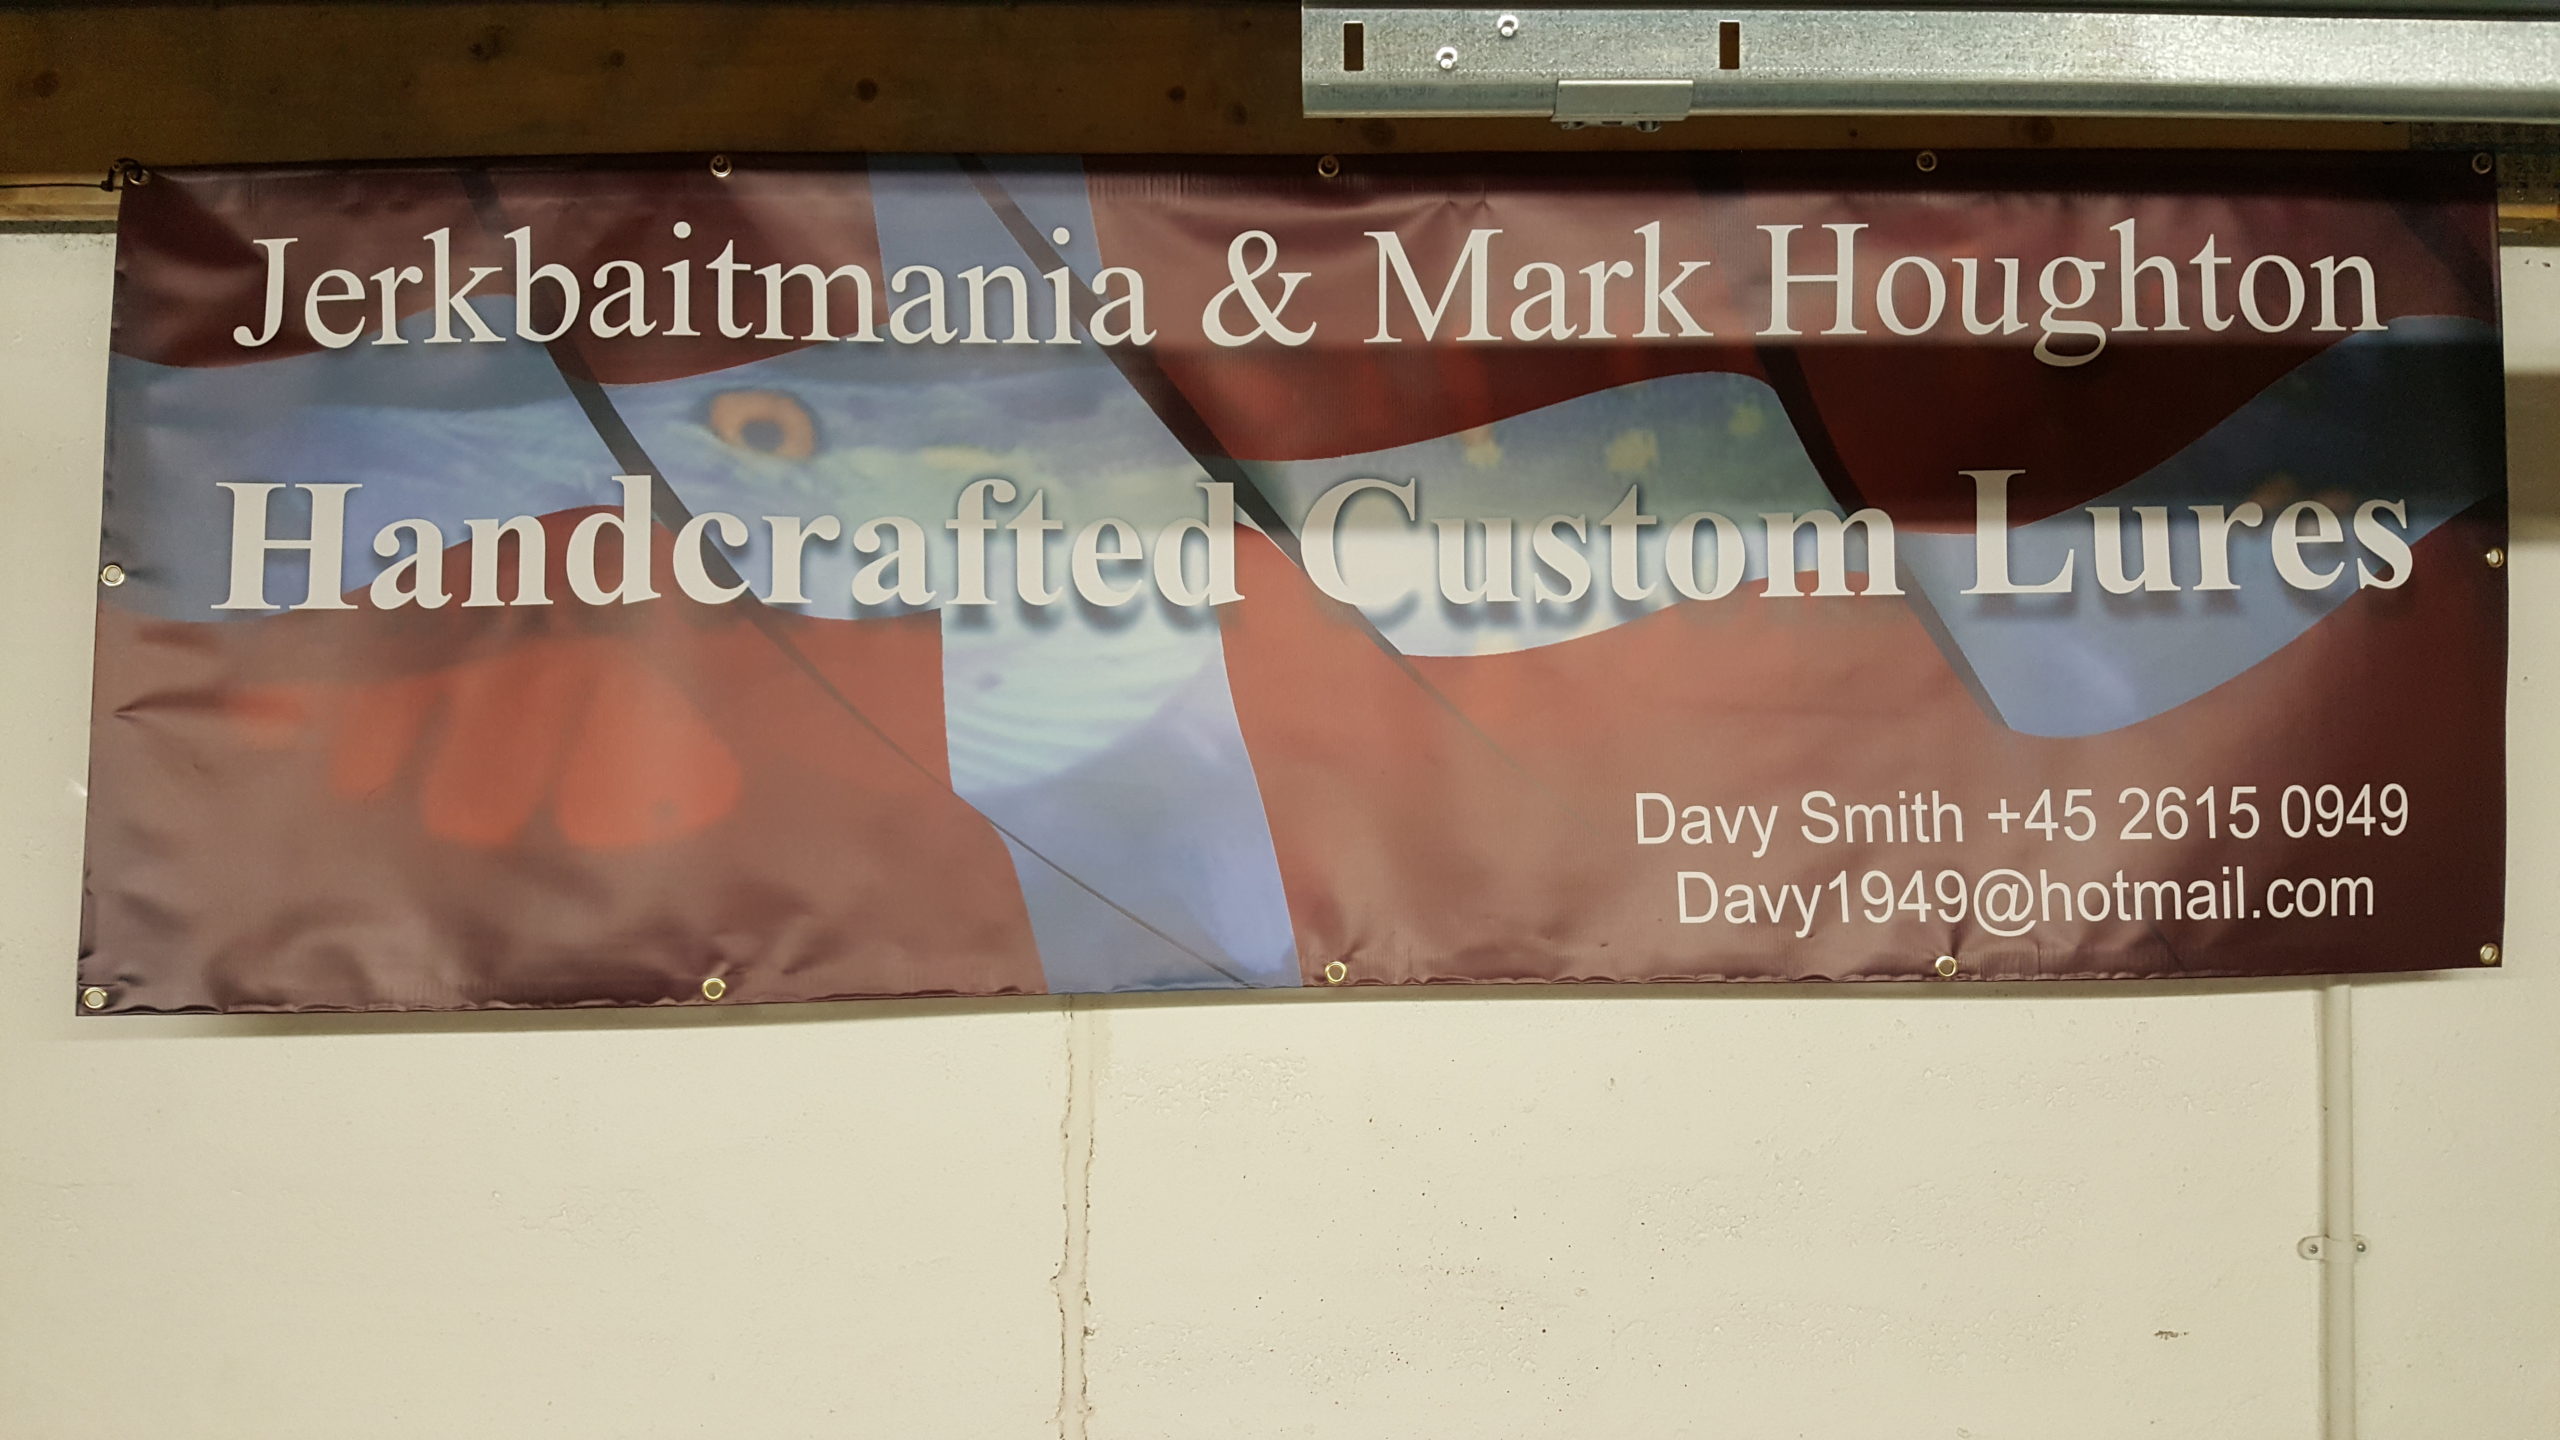 Jerkbaitmania & Mark Houghton
Handcrafted Custom Lures
Davy Smith +45 2615 0949
Davy1949@hotmail.com